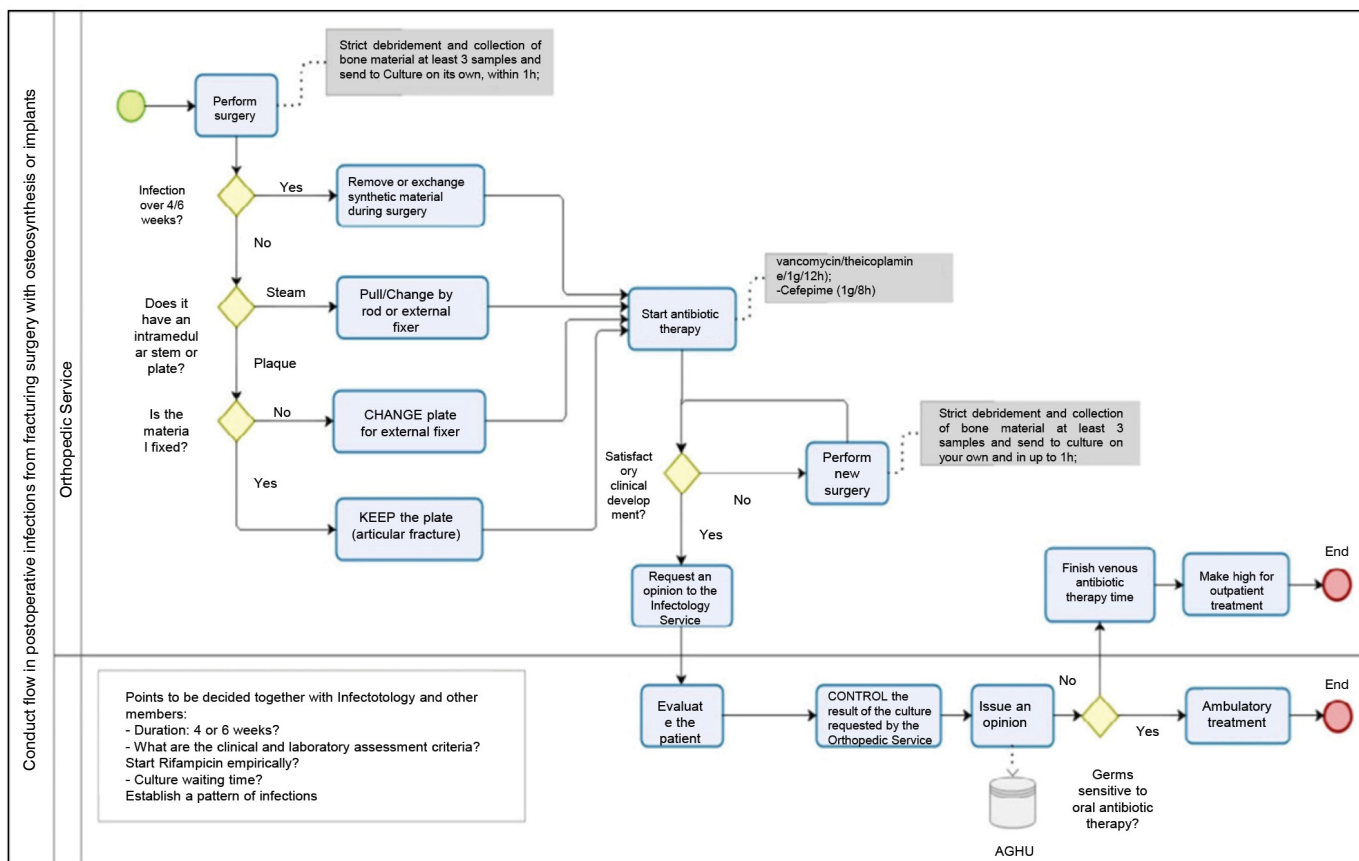 Conduct flow in postoperative infections from fracturing surgery with osteosynthesis or implants
Orthopedic Service
Strict debridement and collection of
bone material at least 3 samples and
send to Culture on its own, within 1h;
Perform
surgery
Infection
over 4/6
weeks?
Yes
Remove or exchange
synthetic material
during surgery
No
Does it
have an
intramedul
ar stem or
plate?
Steam
Pull/Change by
rod or external
fixer
Plaque
Is the
materia
l fixed?
No
CHANGE plate
for external fixer
Yes
KEEP the plate
(articular fracture)
Start antibiotic
therapy
vancomycin/theicoplamin
e/1g/12h);
-Cefepime (1g/8h)
Satisfact
ory
clinical
develop
ment?
No
Perform
new
surgery
Strict debridement and collection
of bone material at least 3
samples and send to culture on
your own and in up to 1h;
Yes
Request an
opinion to the
Infectology
Service
Finish venous
antibiotic
therapy time
Make high for
outpatient
treatment
End
Points to be decided together with Infectotology and other
members:
- Duration: 4 or 6 weeks?
- What are the clinical and laboratory assessment criteria?
Start Rifampicin empirically?
- Culture waiting time?
Establish a pattern of infections
Evaluat
e the
patient
CONTROL the
result of the culture
requested by the
Orthopedic Service
Issue an
opinion
No
Yes
Ambulatory
treatment
End
Germs
sensitive to
oral antibiotic
therapy?
AGHU